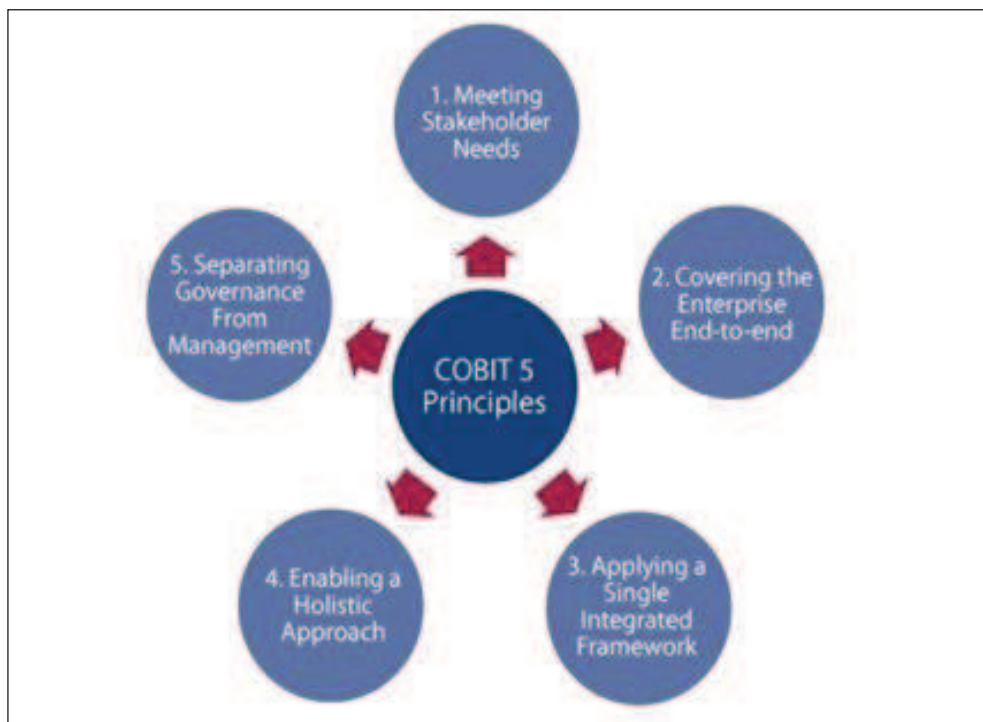 1. Meeting
Stakeholder
Needs
2. Covering the
Enterprise
End-to-end
3. Applying a
Single
Integrated
Framework
4. Enabling a
Holistic
Approach
5. Separating
Governance
From
Management
COBIT 5
Principles